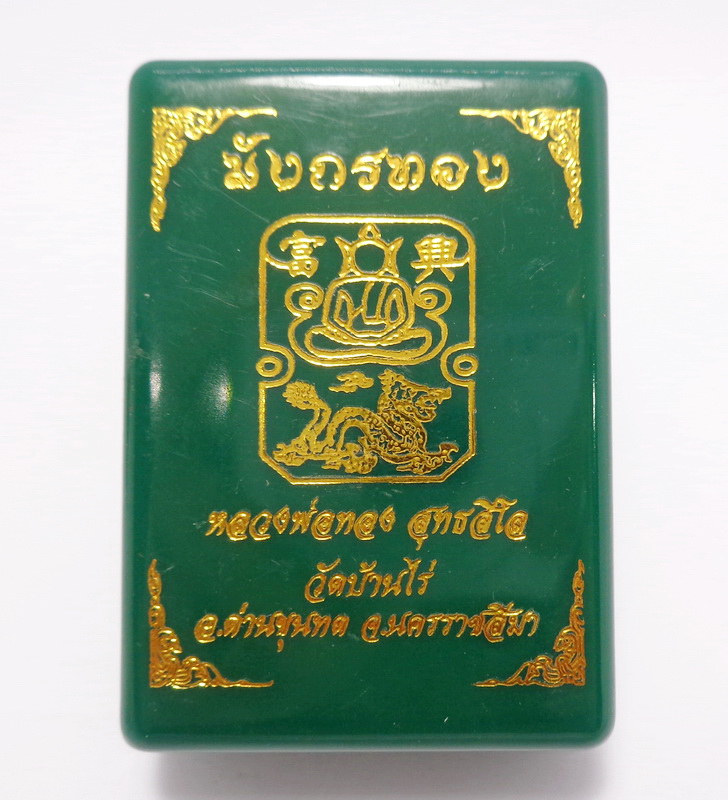 มังกรทอง
富 興
หลวงพ่อทอง สุทธสีโล
วัดบ้านไร่
อ.ด่านขุนทด จ.นครราชสีมา